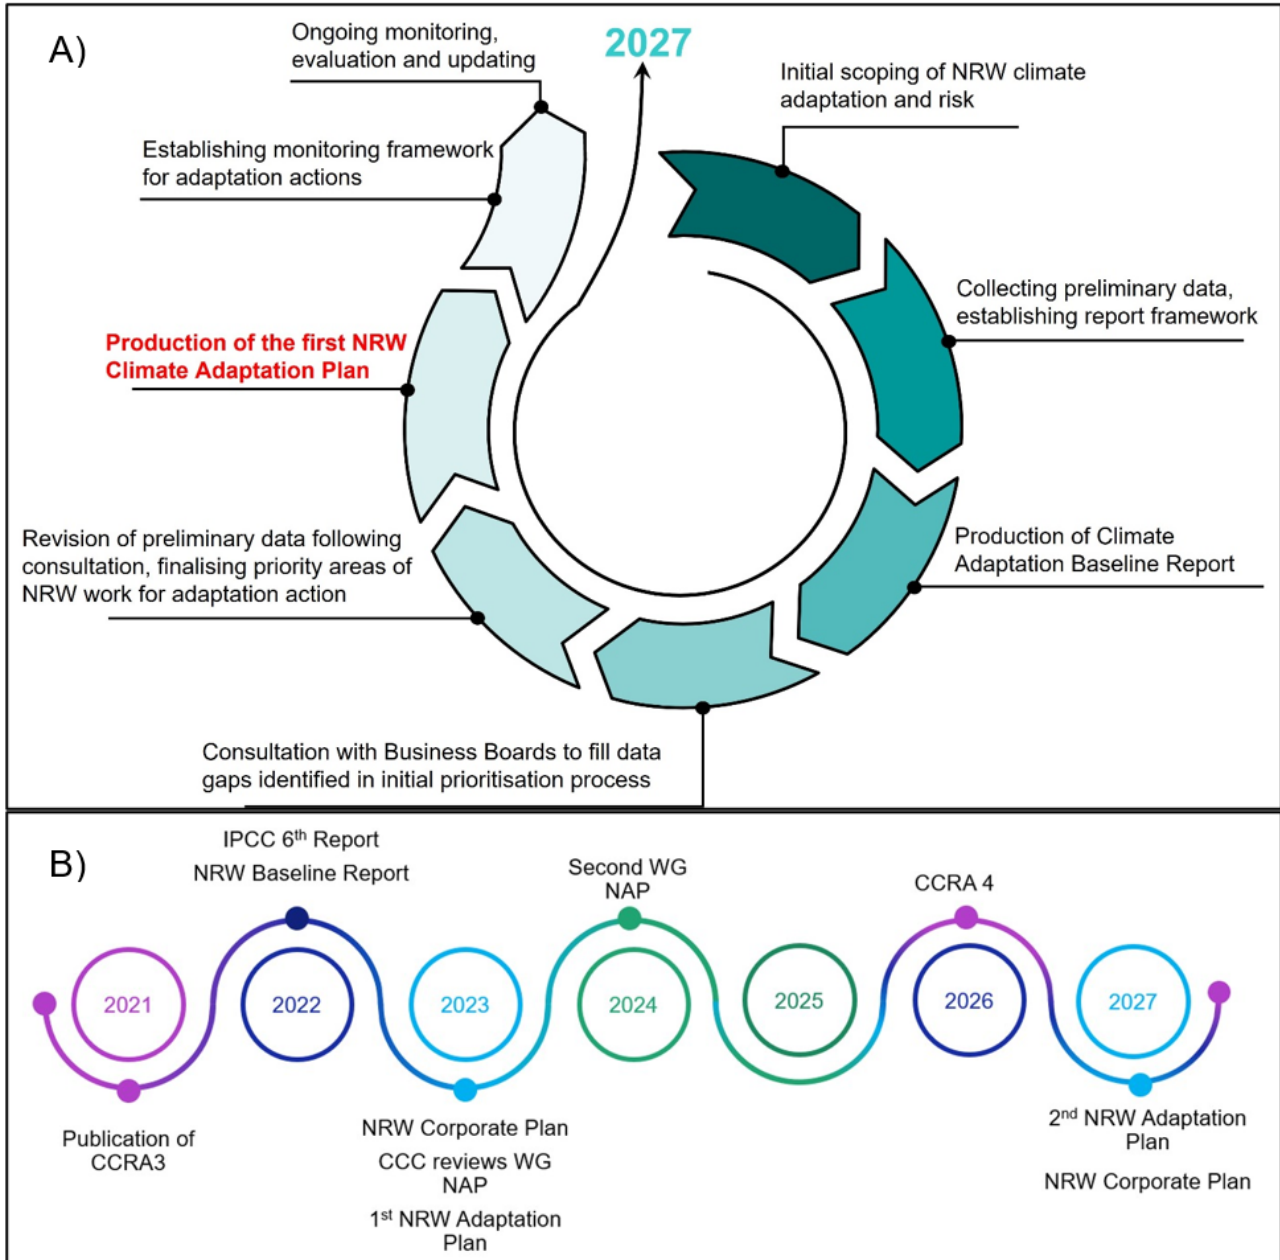 A)
Ongoing monitoring,
evaluation and updating
2027
Initial scoping of NRW climate
adaptation and risk
Establishing monitoring framework
for adaptation actions
Collecting preliminary data,
establishing report framework
Production of the first NRW
Climate Adaptation Plan
Revision of preliminary data following
consultation, finalising priority areas of
NRW work for adaptation action
Production of Climate
Adaptation Baseline Report
Consultation with Business Boards to fill data
gaps identified in initial prioritisation process
B)
IPCC 6th Report
NRW Baseline Report
Second WG
NAP
CCRA 4
2021
2022
2023
2024
2025
2026
2027
Publication of
CCRA3
NRW Corporate Plan
CCC reviews WG
NAP
1st NRW Adaptation
Plan
2nd NRW Adaptation
Plan
NRW Corporate Plan